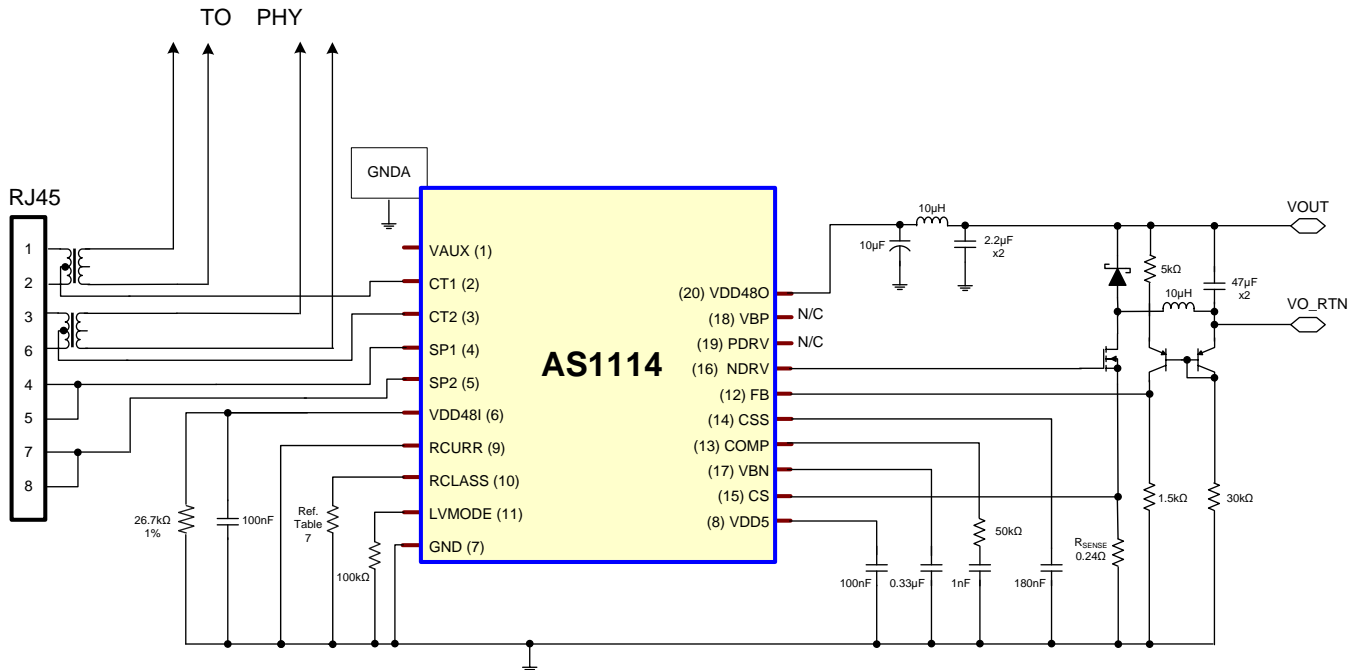 TO PHY
RJ45
1
2
3
6
4
5
7
8
GNDA
AS1114
VAUX (1)
CT1 (2)
CT2 (3)
SP1 (4)
SP2 (5)
VDD48I (6)
RCURR (9)
RCLASS (10)
LVMODE (11)
GND (7)
(20) VDD48O
(18) VBP
(19) PDRV
(16) NDRV
(12) FB
(14) CSS
(13) COMP
(17) VBN
(15) CS
(8) VDD5
N/C
N/C
26.7kΩ
1%
100nF
Ref.
Table
7
100kΩ
10µF
10µH
2.2µF
x2
5kΩ
10µH
47µF
x2
VOUT
VO_RTN
100nF
0.33µF
50kΩ
1nF
180nF
RSENSE
0.24Ω
1.5kΩ
30kΩ